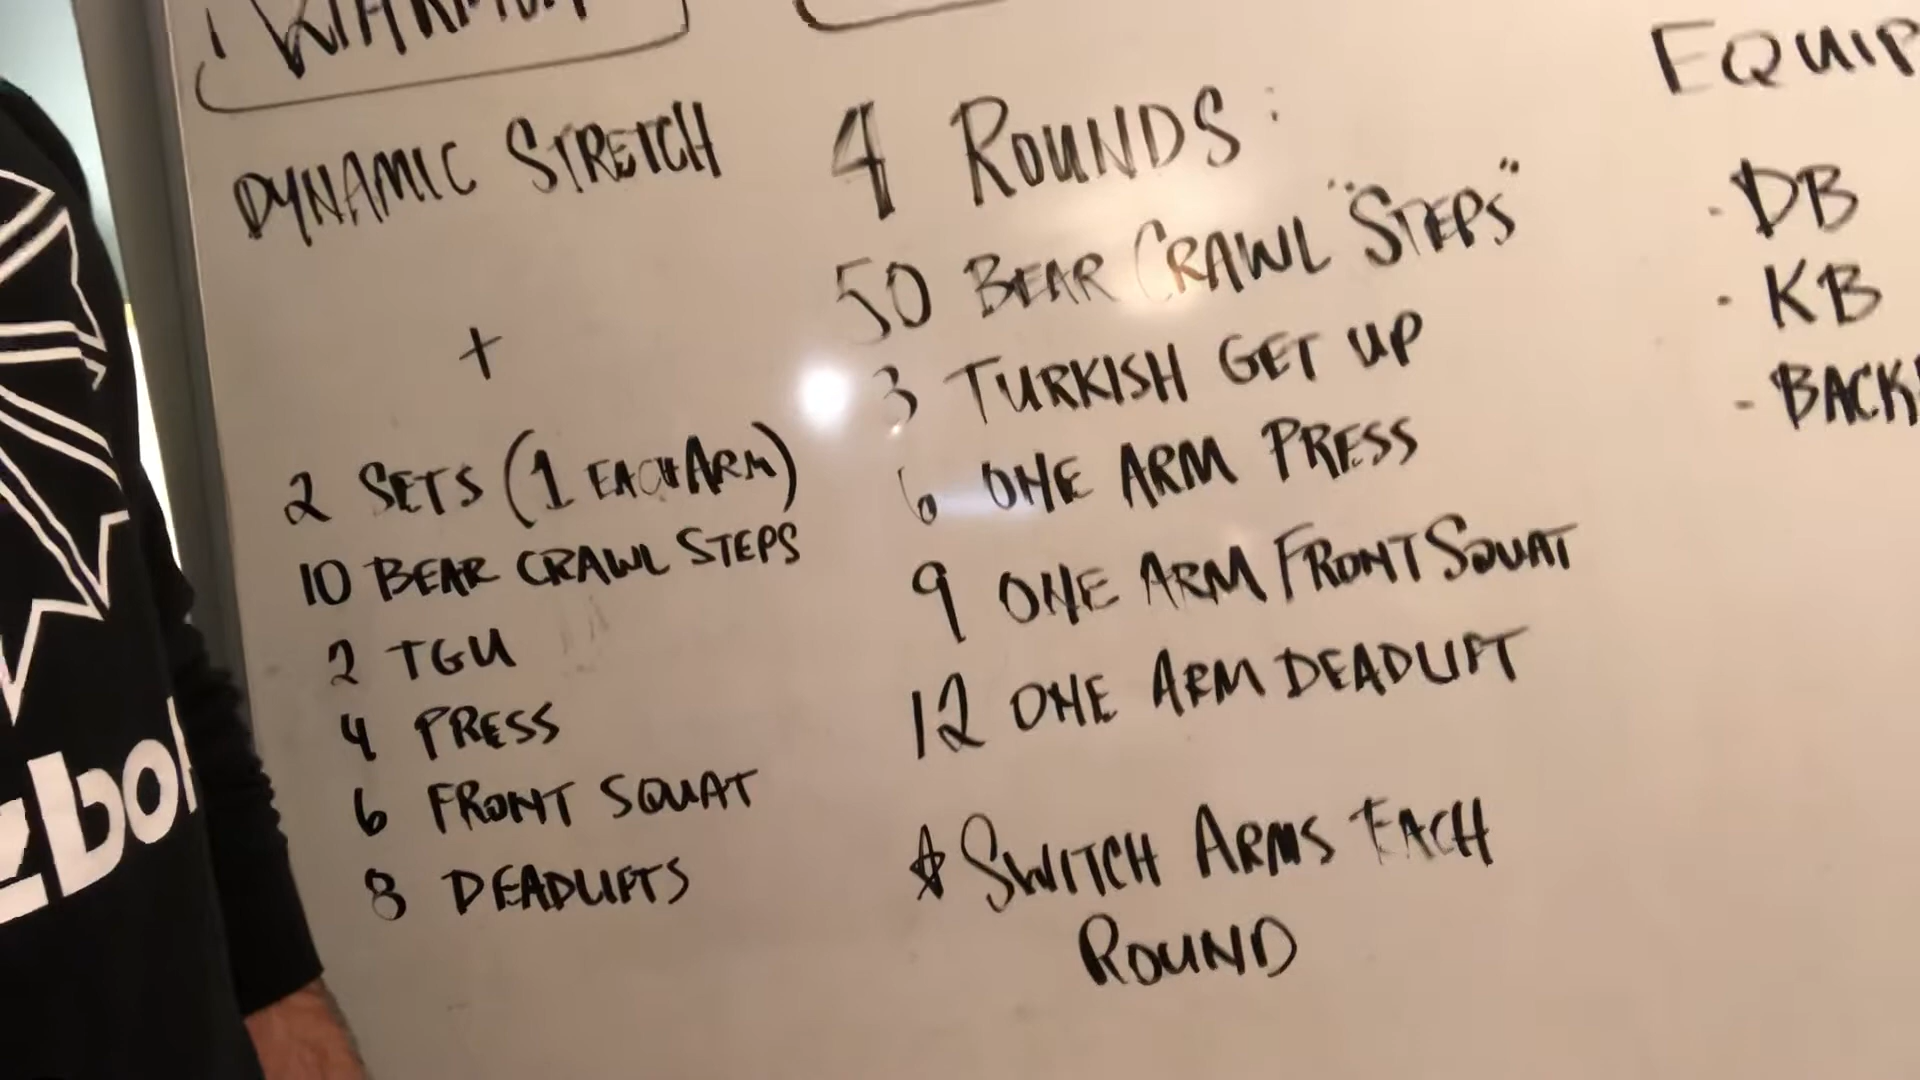 WARMUP
DYNAMIC STRETCH
+
2 SETS (1 EACH ARM)
10 BEAR CRAWL STEPS
2 TGU
4 PRESS
6 FRONT SQUAT
8 DEADLIFTS
4 ROUNDS:
50 BEAR CRAWL "STEPS"
3 TURKISH GET UP
6 ONE ARM PRESS
9 ONE ARM FRONT SQUAT
12 ONE ARM DEADLIFT
* SWITCH ARMS EACH
ROUND
EQUIP
- DB
- KB
- BACK